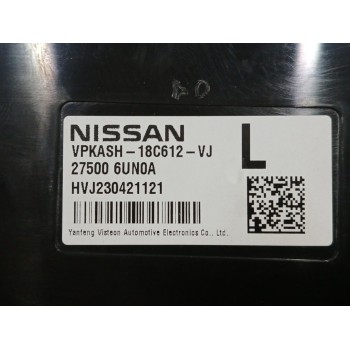 NISSAN
VPKASH-18C612-VJ
L
27500 6UN0A
HVJ230421121
Yanfeng Visteon Automotive Electronics Co., Ltd.